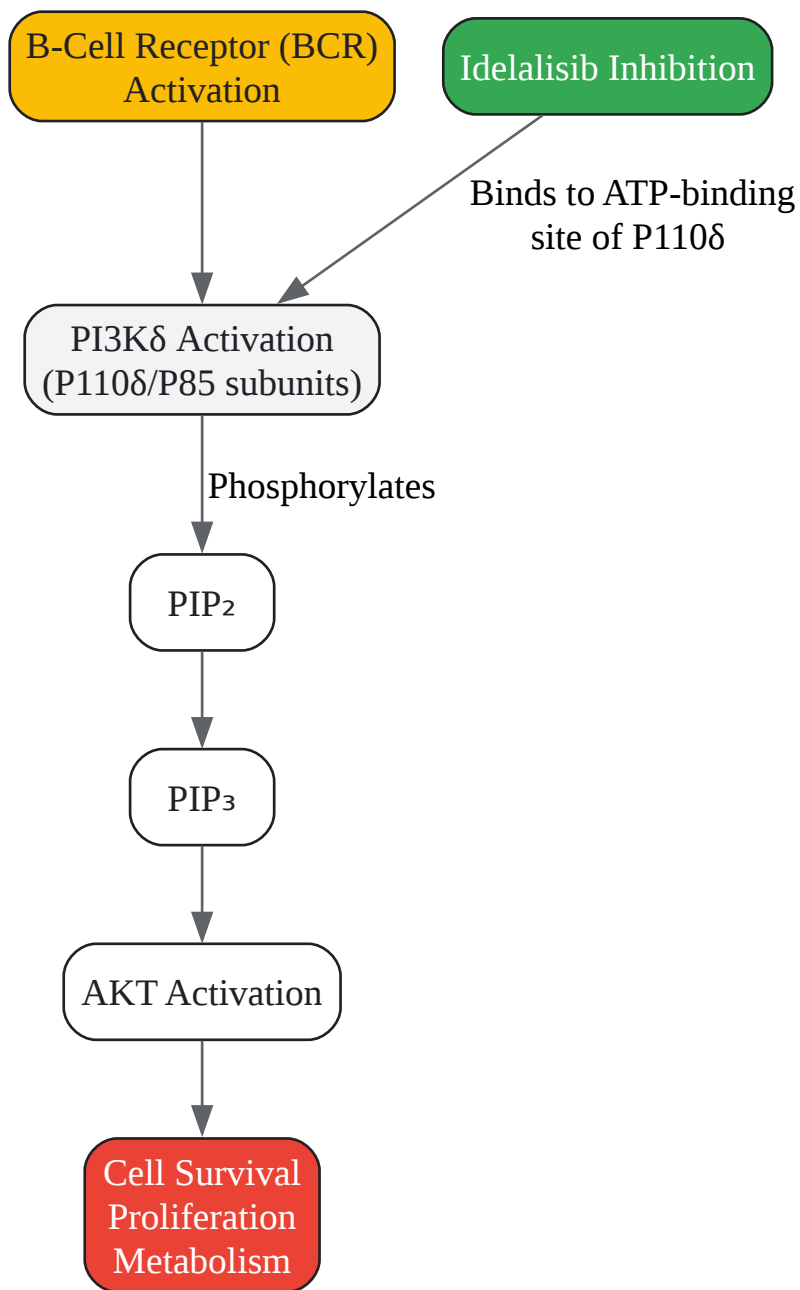 B-Cell Receptor (BCR)
Activation
Idelalisib Inhibition
Binds to ATP-binding
site of P110δ
PI3Kδ Activation
(P110δ/P85 subunits)
Phosphorylates
PIP₂
PIP₃
AKT Activation
Cell Survival
Proliferation
Metabolism